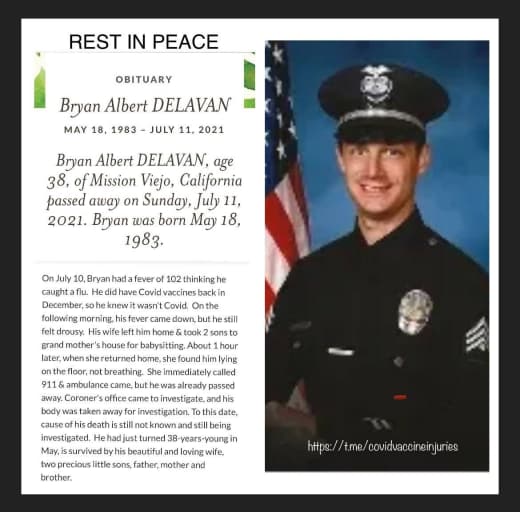 REST IN PEACE
OBITUARY
Bryan Albert DELAVAN
MAY 18, 1983 – JULY 11, 2021
Bryan Albert DELAVAN, age
38, of Mission Viejo, California
passed away on Sunday, July 11,
2021. Bryan was born May 18,
1983.
On July 10, Bryan had a fever of 102 thinking he
caught a flu. He did have Covid vaccines back in
December, so he knew it wasn't Covid. On the
following morning, his fever came down, but he still
felt drousy. His wife left him home & took 2 sons to
grand mother's house for babysitting. About 1 hour
later, when she returned home, she found him lying
on the floor, not breathing. She immediately called
911 & ambulance came, but he was already passed
away. Coroner's office came to investigate, and his
body was taken away for investigation. To this date,
cause of his death is still not known and still being
investigated. He had just turned 38-years-young in
May, is survived by his beautiful and loving wife,
two precious little sons, father, mother and
brother.
https://t.me/covidvaccineinjuries